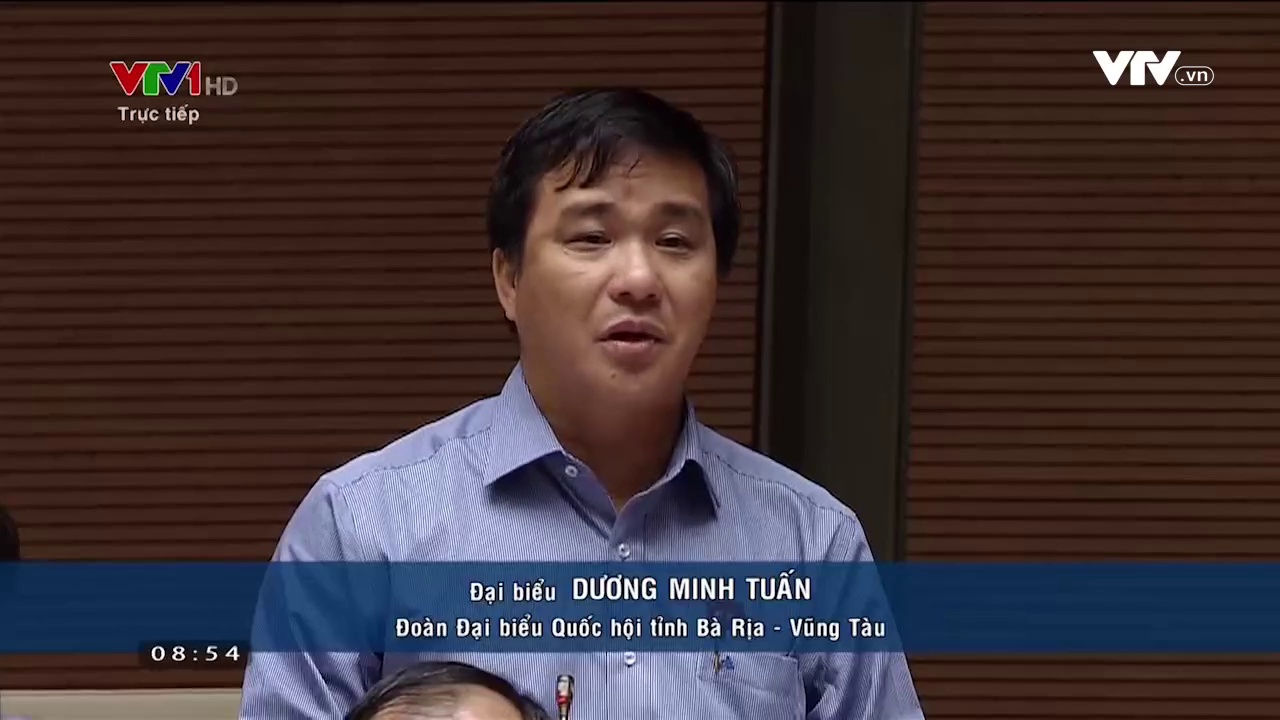 VTV1 HD
Trực tiếp
VTV.vn
Đại biểu DƯƠNG MINH TUẤN
Đoàn Đại biểu Quốc hội tỉnh Bà Rịa - Vũng Tàu
08:54